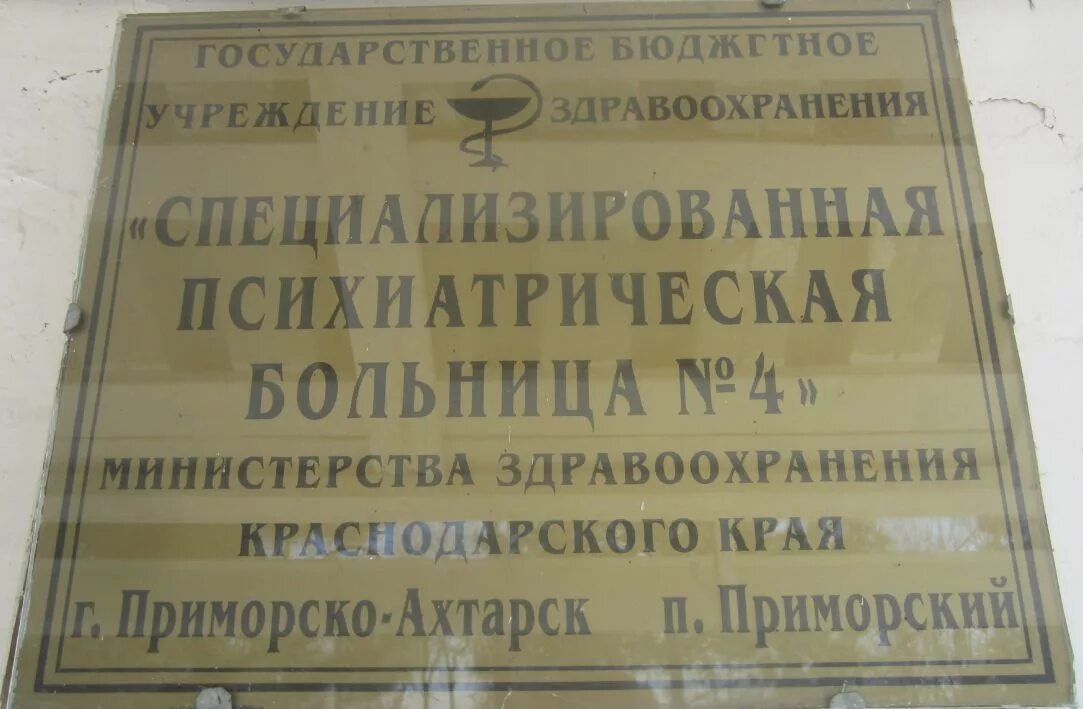 ГОСУДАРСТВЕННОЕ БЮДЖГТНОЕ
УЧРЕЖДЕНИЕ ЗДРАВООХРАНЕНИЯ
«СПЕЦИАЛИЗИРОВАННАЯ
ПСИХИАТРИЧЕСКАЯ
БОЛЬНИЦА №4»
МИНИСТЕРСТВА ЗДРАВООХРАНЕНИЯ
КРАСНОДАРСКОГО КРАЯ
г. Приморско-Ахтарск п. Приморский